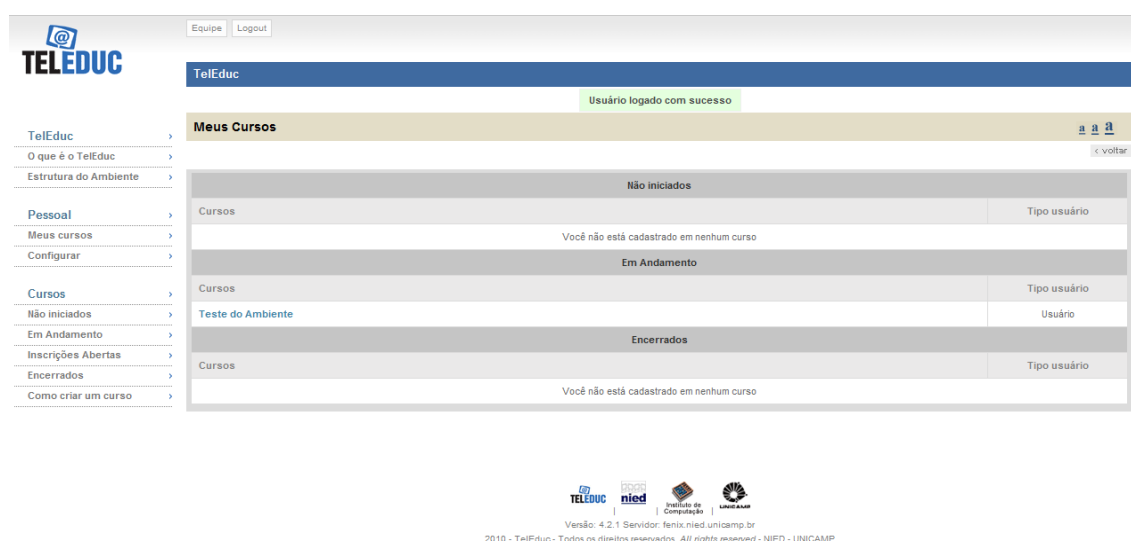 Equipe Logout
TELEDUC
TelEduc
Usuário logado com sucesso
Meus Cursos
a a a
‹ voltar
TelEduc ›
O que é o TelEduc ›
Estrutura do Ambiente ›
Pessoal ›
Meus cursos ›
Configurar ›
Cursos ›
Não iniciados ›
Em Andamento ›
Inscrições Abertas ›
Encerrados ›
Como criar um curso ›
Não iniciados
Cursos Tipo usuário
Você não está cadastrado em nenhum curso
Em Andamento
Cursos Tipo usuário
Teste do Ambiente Usuário
Encerrados
Cursos Tipo usuário
Você não está cadastrado em nenhum curso
TELEDUC | nied | Instituto de Computação | UNICAMP
Versão: 4.2.1 Servidor: fenix.nied.unicamp.br
2010 - TelEduc - Todos os direitos reservados. All rights reserved - NIED - UNICAMP